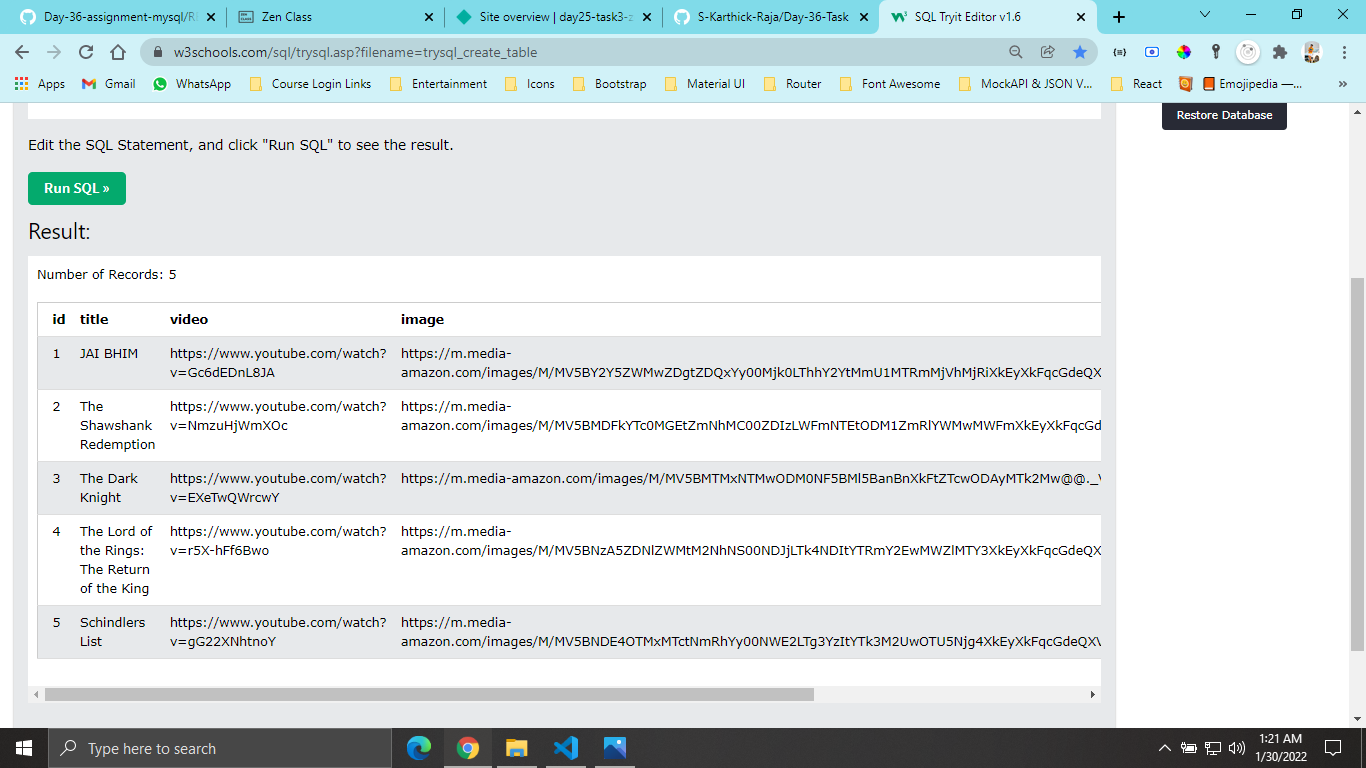 Day-36-assignment-mysql/RE
Zen Class
Site overview | day25-task3-z
S-Karthick-Raja/Day-36-Task
SQL Tryit Editor v1.6
w3schools.com/sql/trysql.asp?filename=trysql_create_table
Apps
Gmail
WhatsApp
Course Login Links
Entertainment
Icons
Bootstrap
Material UI
Router
Font Awesome
MockAPI & JSON V...
React
Emojipedia —...
Restore Database
Edit the SQL Statement, and click "Run SQL" to see the result.
Run SQL »
Result:
Number of Records: 5
id title video image
1 JAI BHIM https://www.youtube.com/watch? https://m.media-
v=Gc6dEDnL8JA amazon.com/images/M/MV5BY2Y5ZWMwZDgtZDQxYy00Mjk0LThhY2YtMmU1MTRmMjVhMjRiXkEyXkFqcGdeQX
2 The https://www.youtube.com/watch? https://m.media-
Shawshank v=NmzuHjWmXOc amazon.com/images/M/MV5BMDFkYTc0MGEtZmNhMC00ZDIzLWFmNTEtODM1ZmRlYWMwMWFmXkEyXkFqcGd
Redemption
3 The Dark https://www.youtube.com/watch? https://m.media-amazon.com/images/M/MV5BMTMxNTMwODM0NF5BMl5BanBnXkFtZTcwODAyMTk2Mw@@._V
Knight v=EXeTwQWrcwY
4 The Lord of https://www.youtube.com/watch? https://m.media-
the Rings: v=r5X-hFf6Bwo amazon.com/images/M/MV5BNzA5ZDNlZWMtM2NhNS00NDJjLTk4NDItYTRmY2EwMWZlMTY3XkEyXkFqcGdeQX
The Return
of the King
5 Schindlers https://www.youtube.com/watch? https://m.media-
List v=gG22XNhtnoY amazon.com/images/M/MV5BNDE4OTMxMTctNmRhYy00NWE2LTg3YzItYTk3M2UwOTU5Njg4XkEyXkFqcGdeQXV
Type here to search
1:21 AM
1/30/2022